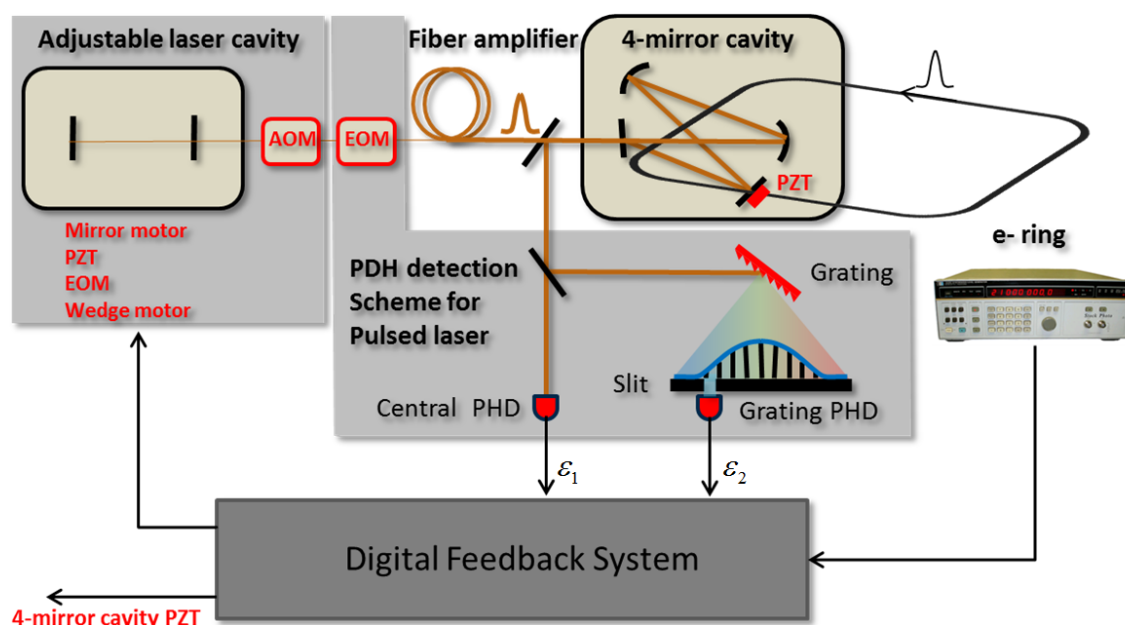 Adjustable laser cavity
Fiber amplifier
4-mirror cavity
AOM
EOM
PZT
Mirror motor
PZT
EOM
Wedge motor
e- ring
PDH detection
Scheme for
Pulsed laser
Grating
Slit
Central PHD
Grating PHD
ε1
ε2
Digital Feedback System
4-mirror cavity PZT